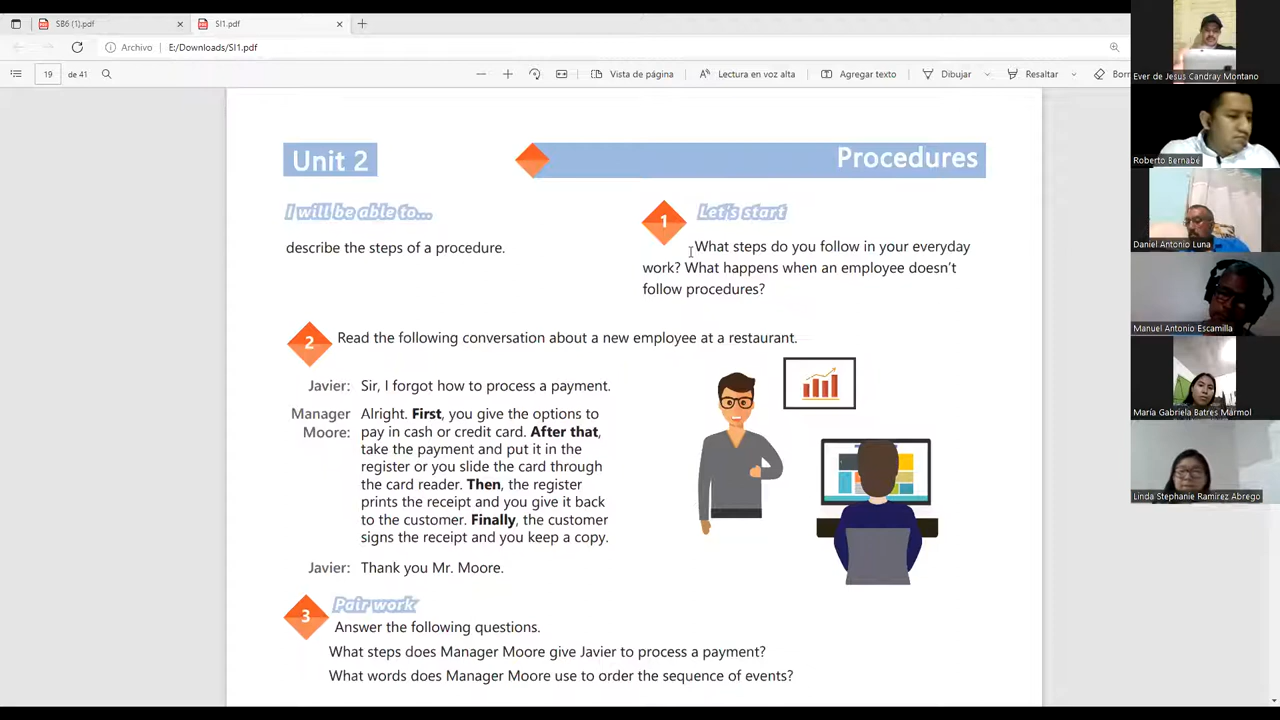 SB6 (1).pdf
SI1.pdf
Archivo E:/Downloads/SI1.pdf
19 de 41
Vista de página
Lectura en voz alta
Agregar texto
Dibujar
Resaltar
Borr
Unit 2
Procedures
I will be able to...
describe the steps of a procedure.
1 Let's start
What steps do you follow in your everyday
work? What happens when an employee doesn't
follow procedures?
2 Read the following conversation about a new employee at a restaurant.
Javier: Sir, I forgot how to process a payment.
Manager Alright. First, you give the options to
Moore: pay in cash or credit card. After that,
take the payment and put it in the
register or you slide the card through
the card reader. Then, the register
prints the receipt and you give it back
to the customer. Finally, the customer
signs the receipt and you keep a copy.
Javier: Thank you Mr. Moore.
3 Pair work
Answer the following questions.
What steps does Manager Moore give Javier to process a payment?
What words does Manager Moore use to order the sequence of events?
Ever de Jesus Candray Montano
Roberto Bernabé
Daniel Antonio Luna
Manuel Antonio Escamilla
María Gabriela Batres Mármol
Linda Stephanie Ramirez Abrego